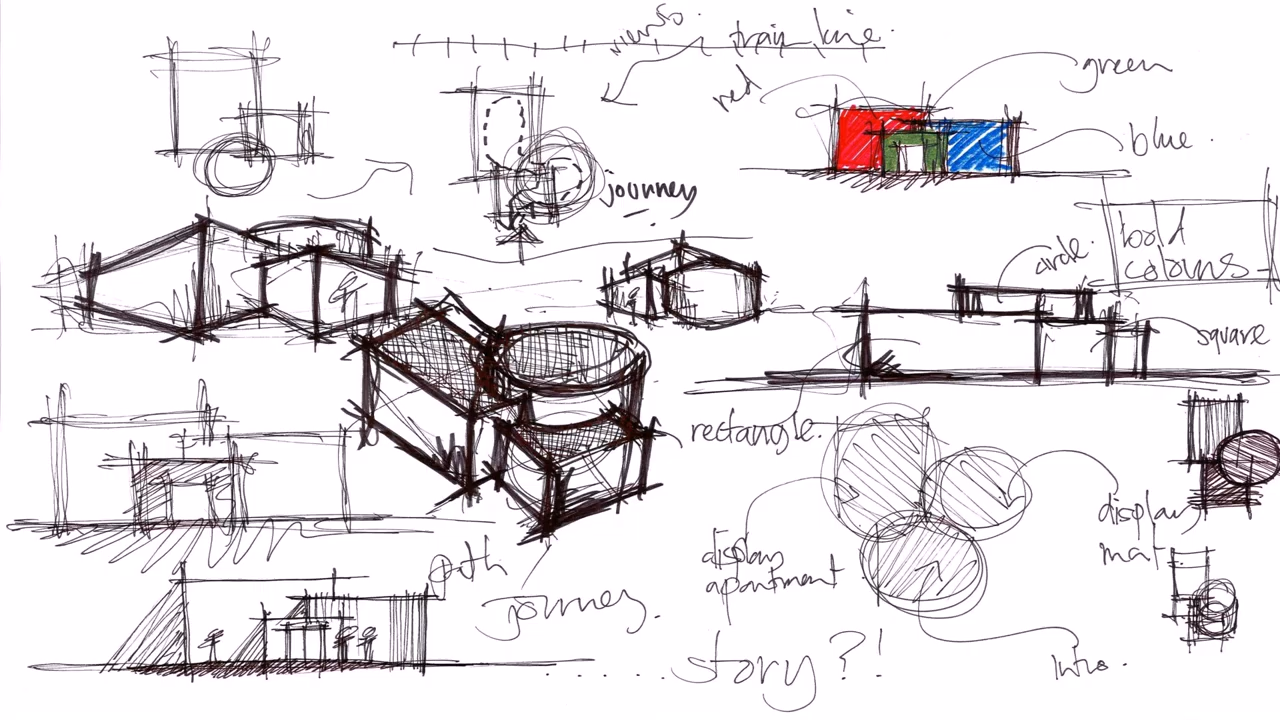 views.
train line.
red
green
blue.
journey
bold
colours
circle.
square
rectangle.
display
mat.
display
apartment
path
journey.
..... story?!
intro.